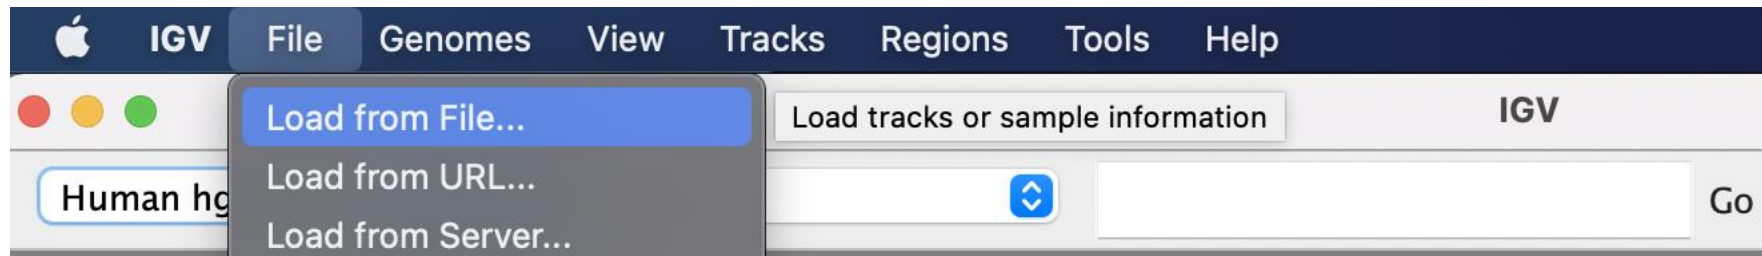 IGV File Genomes View Tracks Regions Tools Help
Load from File...
Load tracks or sample information
IGV
Load from URL...
Human hg
Go
Load from Server...